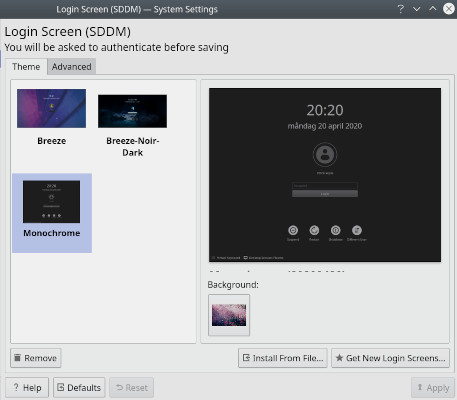 Login Screen (SDDM) — System Settings
Login Screen (SDDM)
You will be asked to authenticate before saving
Theme Advanced
Breeze
Breeze-Noir-
Dark
20:20
måndag 20 april 2020
20:20
Monochrome
Background:
Remove
Install From File...
Get New Login Screens...
? Help
Defaults
Reset
Apply